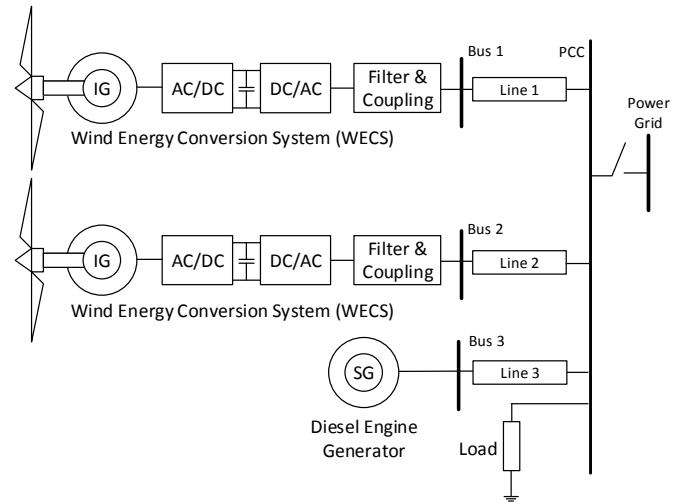 Bus 1
PCC
IG
AC/DC
DC/AC
Filter &
Coupling
Line 1
Power
Grid
Wind Energy Conversion System (WECS)
Bus 2
IG
AC/DC
DC/AC
Filter &
Coupling
Line 2
Wind Energy Conversion System (WECS)
Bus 3
SG
Line 3
Diesel Engine
Generator
Load